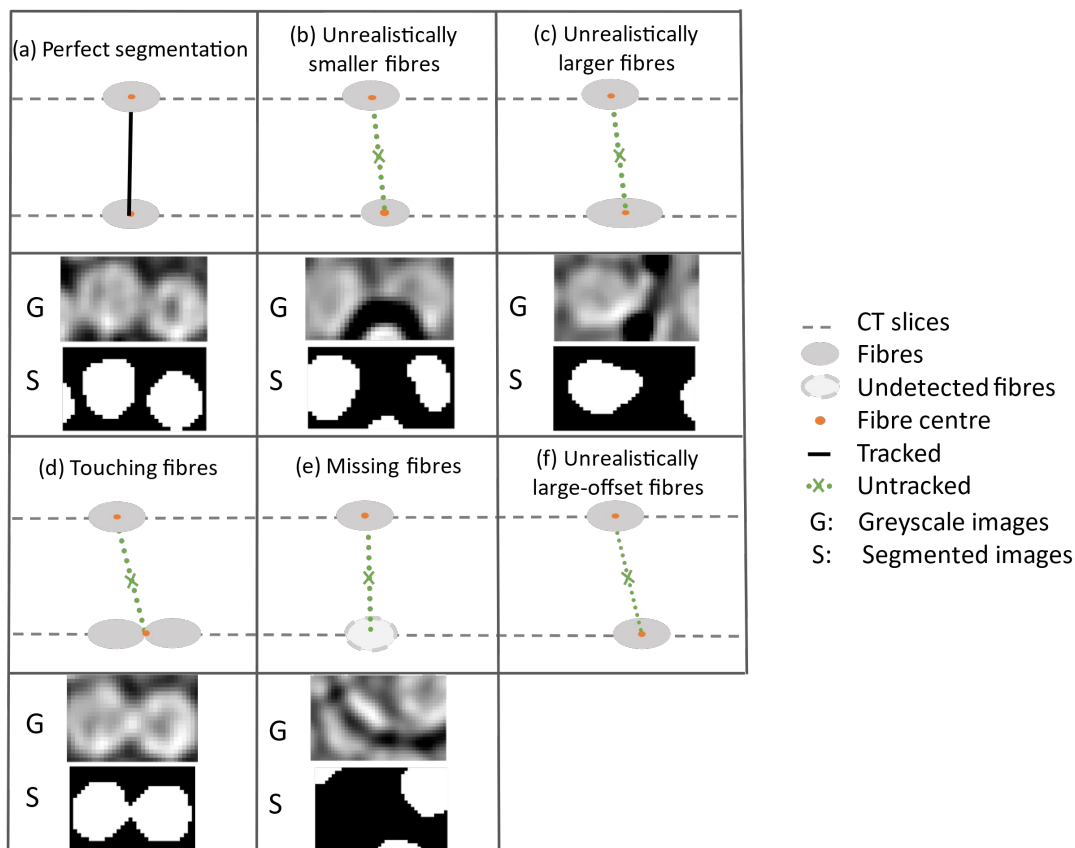 (a) Perfect segmentation
(b) Unrealistically
smaller fibres
(c) Unrealistically
larger fibres
G
G
G
S
S
S
(d) Touching fibres
(e) Missing fibres
(f) Unrealistically
large-offset fibres
G
G
S
S
CT slices
Fibres
Undetected fibres
Fibre centre
Tracked
Untracked
G: Greyscale images
S: Segmented images